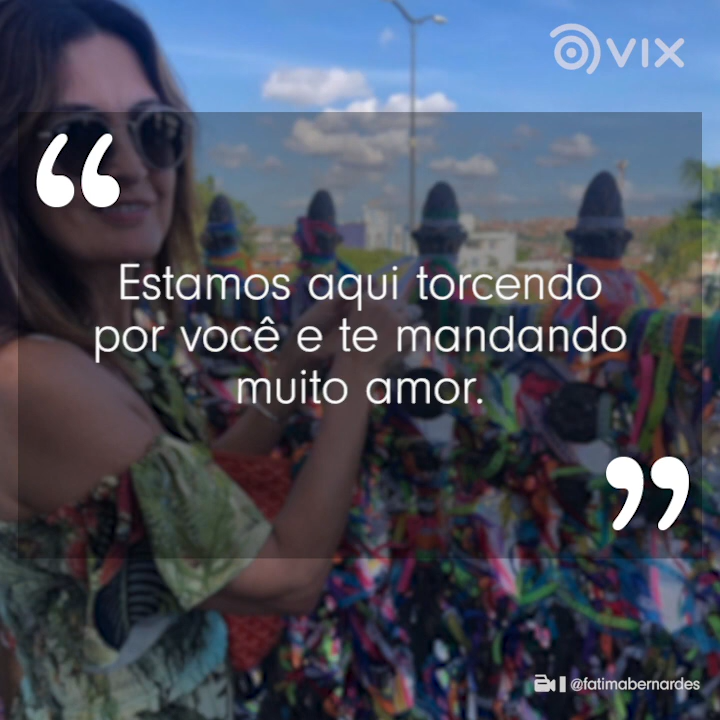 VIX
“
Estamos aqui torcendo
por você e te mandando
muito amor.
”
@fatimabernardes